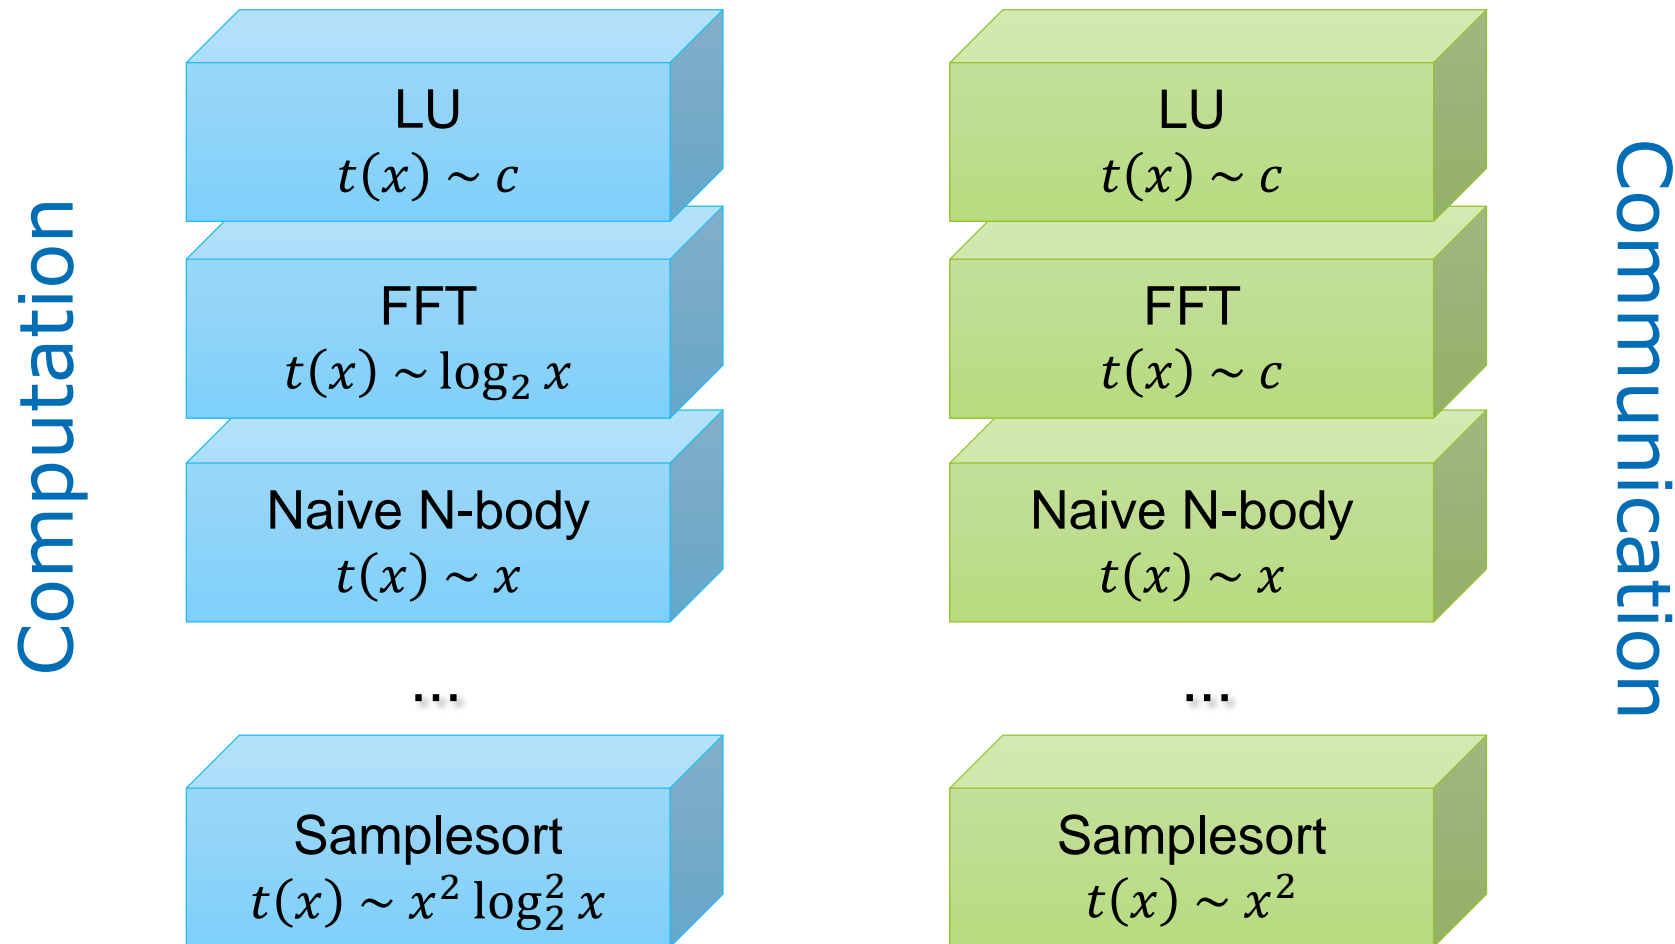 Computation
LU
t(x) ~ c
FFT
t(x) ~ log₂ x
Naive N-body
t(x) ~ x
...
Samplesort
t(x) ~ x² log₂² x
LU
t(x) ~ c
FFT
t(x) ~ c
Naive N-body
t(x) ~ x
...
Samplesort
t(x) ~ x²
Communication